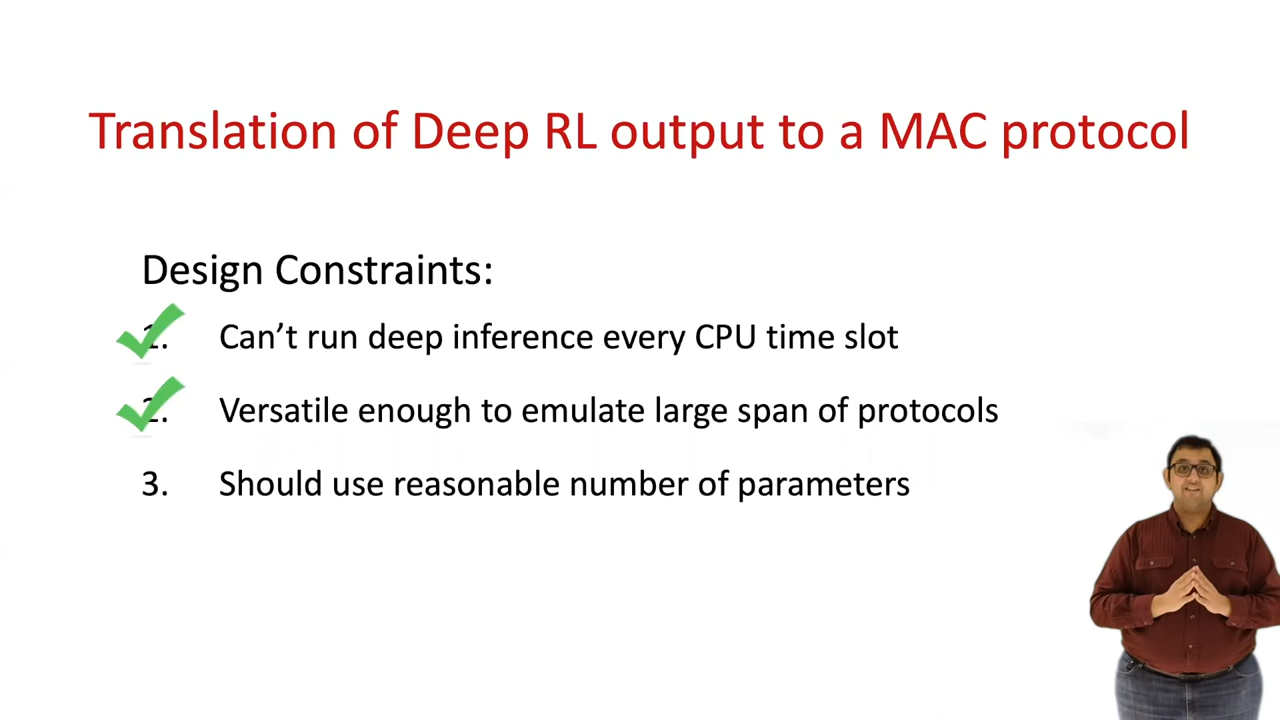 Translation of Deep RL output to a MAC protocol
Design Constraints:
1. Can’t run deep inference every CPU time slot
2. Versatile enough to emulate large span of protocols
3. Should use reasonable number of parameters